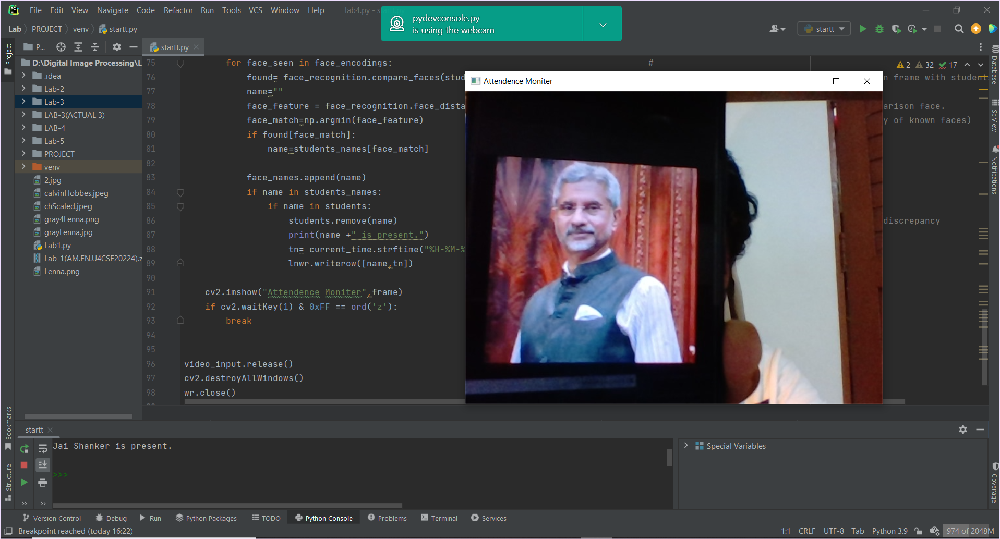 File Edit View Navigate Code Refactor Run Tools VCS Window Help lab4.py - startt.py
pydevconsole.py
is using the webcam
Lab PROJECT venv startt.py
startt
Project
P...
startt.py
D:\Digital Image Processing\L
.idea
Lab-2
Lab-3
LAB-3(ACTUAL 3)
LAB-4
Lab-5
PROJECT
venv
2.jpg
calvinHobbes.jpeg
chScaled.jpeg
gray4Lenna.png
grayLenna.jpg
Lab1.py
Lab-1(AM.EN.U4CSE20224).z
Lenna.png
2 32 17
75 for face_seen in face_encodings: #
76 found= face_recognition.compare_faces(stud
n frame with student
77 name=""
78 face_feature = face_recognition.face_dista
arison face.
79 face_match=np.argmin(face_feature)
y of known faces)
80 if found[face_match]:
81 name=students_names[face_match]
82
83 face_names.append(name)
84 if name in students_names:
85 if name in students:
86 students.remove(name)
discrepancy
87 print(name +" is present.")
88 tn= current_time.strftime("%H-%M-%
89 lnwr.writerow([name,tn])
90
91 cv2.imshow("Attendence Moniter",frame)
92 if cv2.waitKey(1) & 0xFF == ord('z'):
93 break
94
95
96 video_input.release()
97 cv2.destroyAllWindows()
98 wr.close()
Attendence Moniter
Database
SciView
Notifications
Coverage
Bookmarks
Structure
startt
Jai Shanker is present.
>>>
Special Variables
Version Control Debug Run Python Packages TODO Python Console Problems Terminal Services
Breakpoint reached (today 16:22)
1:1 CRLF UTF-8 Tab Python 3.9 974 of 2048M